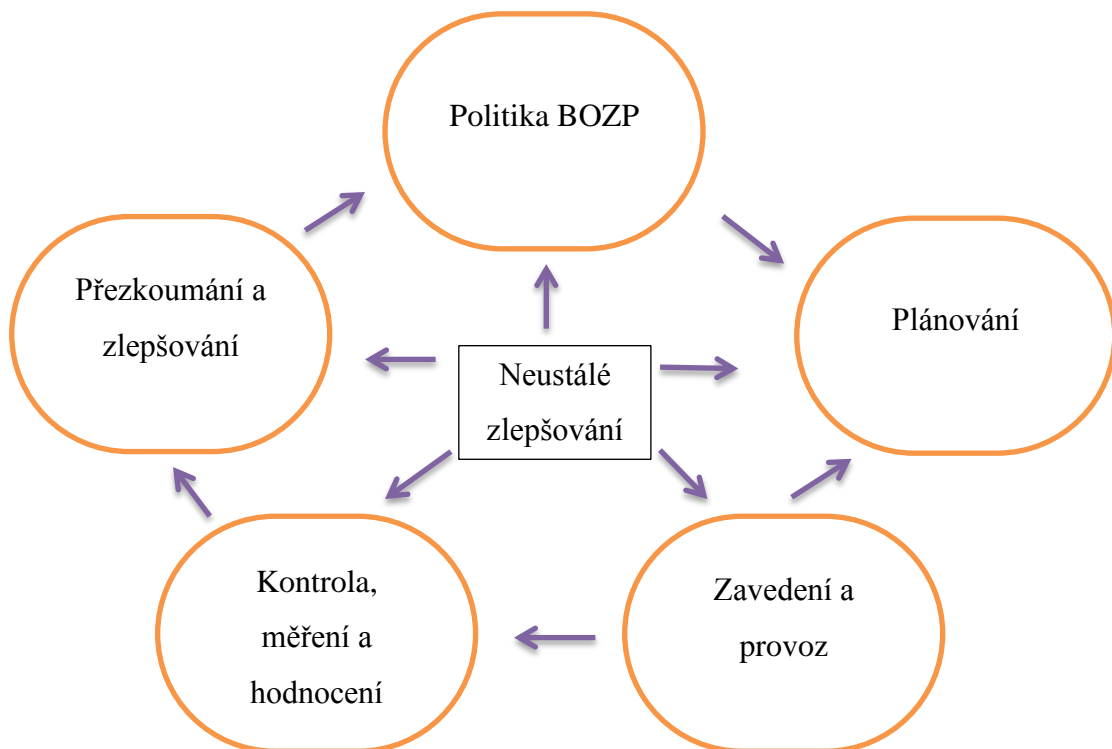 Politika BOZP
Přezkoumání a
zlepšování
Plánování
Neustálé
zlepšování
Kontrola,
měření a
hodnocení
Zavedení a
provoz